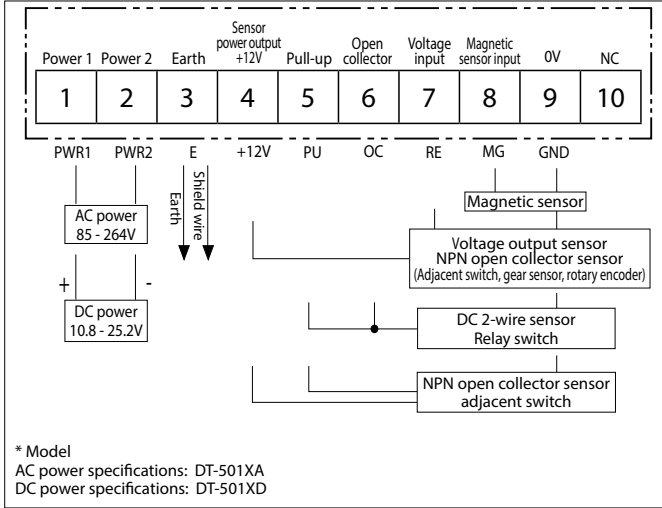 Sensor
power output
+12V
Open
collector
Voltage
input
Magnetic
sensor input
Power 1 Power 2 Earth Pull-up 0V NC
1 2 3 4 5 6 7 8 9 10
PWR1 PWR2 E +12V PU OC RE MG GND
Earth
Shield wire
AC power
85 - 264V
+ -
DC power
10.8 - 25.2V
Magnetic sensor
Voltage output sensor
NPN open collector sensor
(Adjacent switch, gear sensor, rotary encoder)
DC 2-wire sensor
Relay switch
NPN open collector sensor
adjacent switch
* Model
AC power specifications: DT-501XA
DC power specifications: DT-501XD